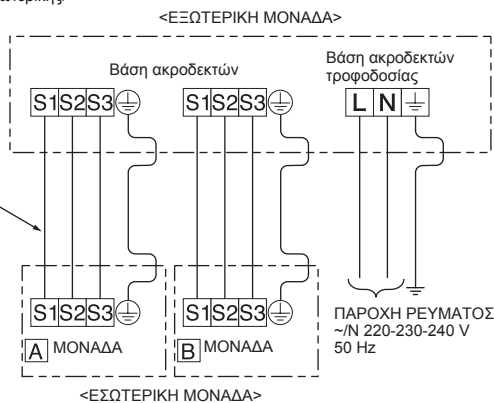 <ΕΞΩΤΕΡΙΚΗ ΜΟΝΑΔΑ>
Βάση ακροδεκτών
Βάση ακροδεκτών
τροφοδοσίας
S1 S2 S3
S1 S2 S3
L N
S1 S2 S3
S1 S2 S3
A ΜΟΝΑΔΑ
B ΜΟΝΑΔΑ
ΠΑΡΟΧΗ ΡΕΥΜΑΤΟΣ
~/N 220-230-240 V
50 Hz
<ΕΣΩΤΕΡΙΚΗ ΜΟΝΑΔΑ>